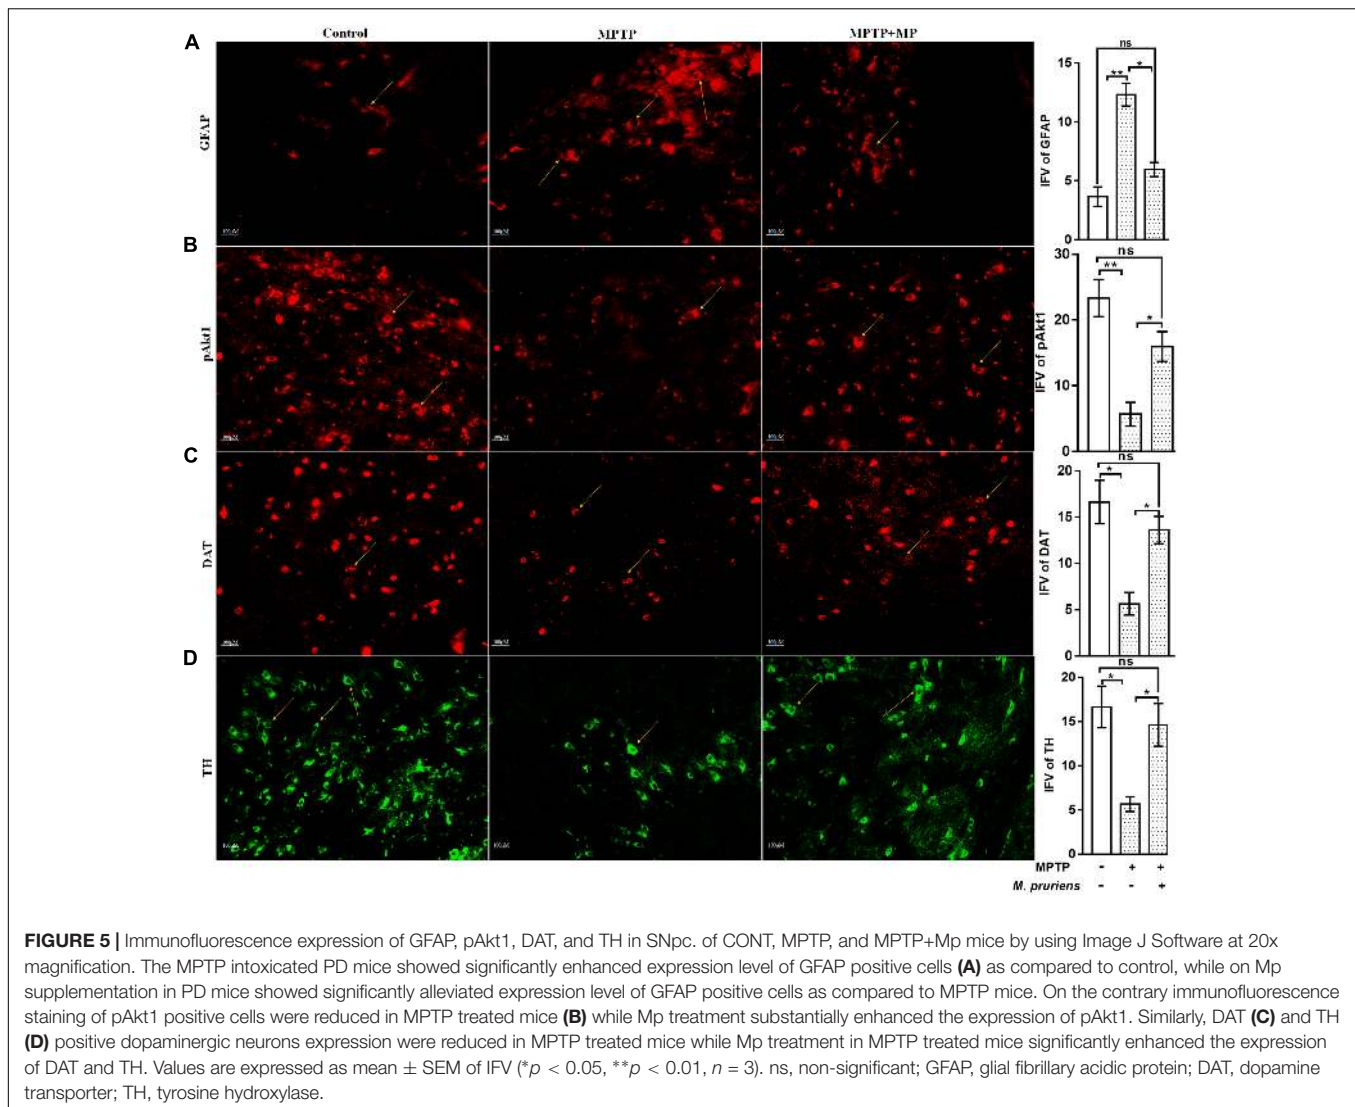 Control MPTP MPTP+MP
A
GFAP
ns
** *
15
10
5
0
IFV of GFAP
B
pAkt1
ns
**
*
30
20
10
0
IFV of pAkt1
C
DAT
ns
*
*
20
15
10
5
0
IFV of DAT
D
TH
ns
*
*
20
15
10
5
0
IFV of TH
MPTP - + +
M. pruriens - - +
FIGURE 5 | Immunofluorescence expression of GFAP, pAkt1, DAT, and TH in SNpc. of CONT, MPTP, and MPTP+Mp mice by using Image J Software at 20x
magnification. The MPTP intoxicated PD mice showed significantly enhanced expression level of GFAP positive cells (A) as compared to control, while on Mp
supplementation in PD mice showed significantly alleviated expression level of GFAP positive cells as compared to MPTP mice. On the contrary immunofluorescence
staining of pAkt1 positive cells were reduced in MPTP treated mice (B) while Mp treatment substantially enhanced the expression of pAkt1. Similarly, DAT (C) and TH
(D) positive dopaminergic neurons expression were reduced in MPTP treated mice while Mp treatment in MPTP treated mice significantly enhanced the expression
of DAT and TH. Values are expressed as mean ± SEM of IFV (*p < 0.05, **p < 0.01, n = 3). ns, non-significant; GFAP, glial fibrillary acidic protein; DAT, dopamine
transporter; TH, tyrosine hydroxylase.